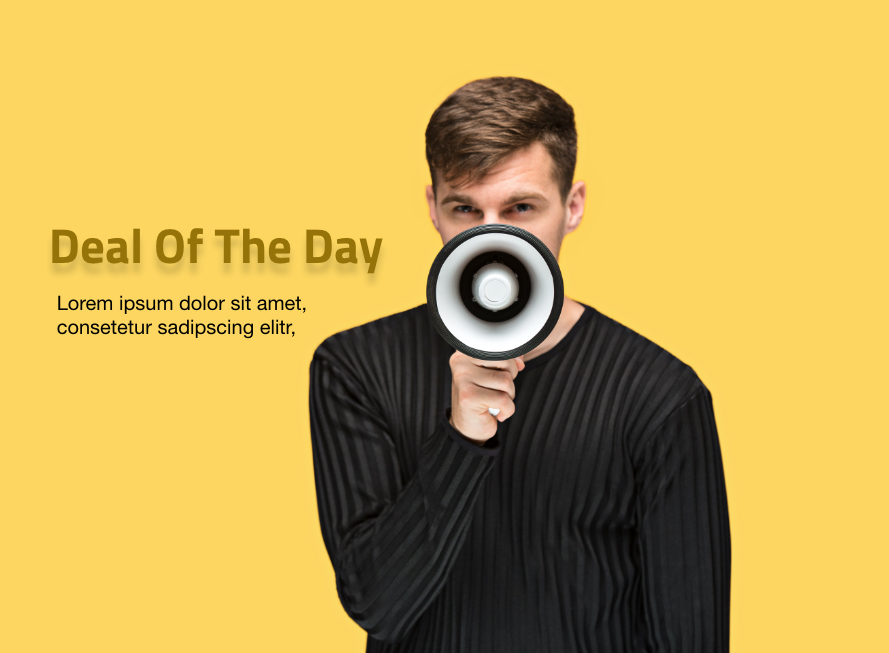 Deal Of The Day
Lorem ipsum dolor sit amet,
consetetur sadipscing elitr,